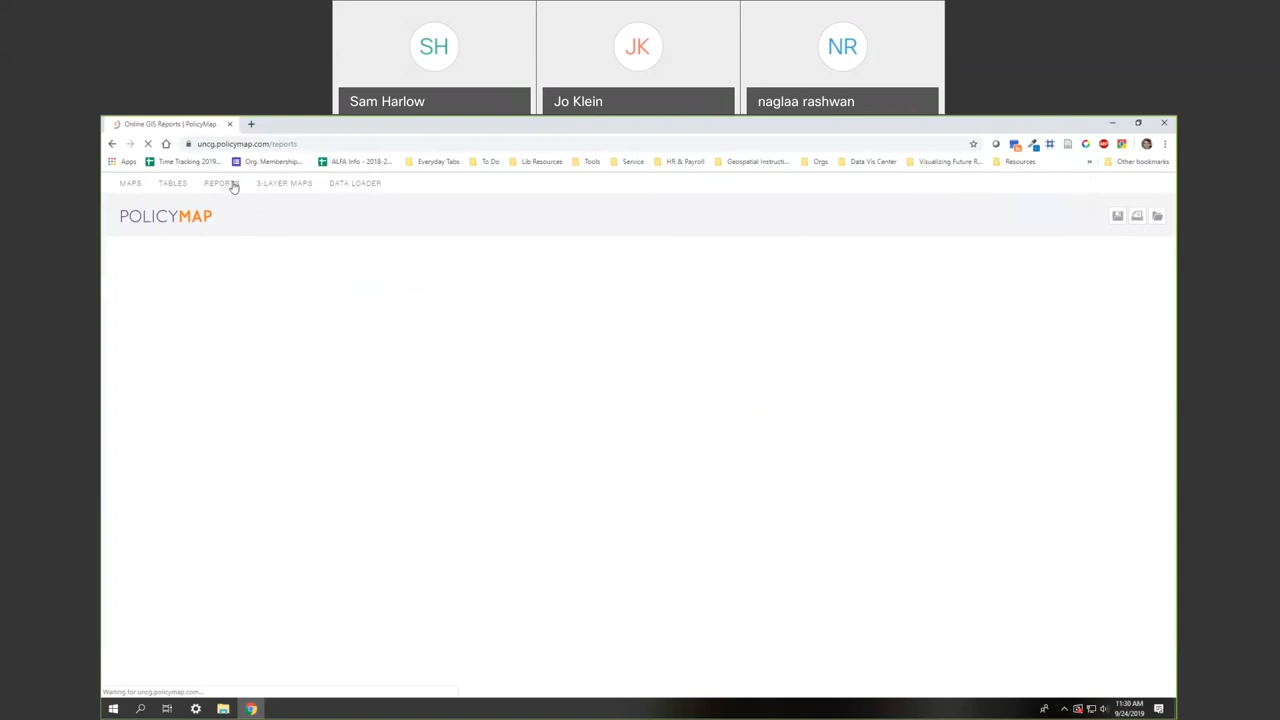 SH
JK
NR
Sam Harlow
Jo Klein
naglaa rashwan
Online GIS Reports | PolicyMap
uncg.policymap.com/reports
Apps
Time Tracking 2019...
Org. Membership...
ALFA Info - 2018-2...
Everyday Tabs
To Do
Lib Resources
Tools
Service
HR & Payroll
Geospatial Instructi...
Orgs
Data Vis Center
Visualizing Future R...
Resources
»
Other bookmarks
MAPS
TABLES
REPORTS
3-LAYER MAPS
DATA LOADER
POLICYMAP
Waiting for uncg.policymap.com...
11:30 AM
9/24/2019